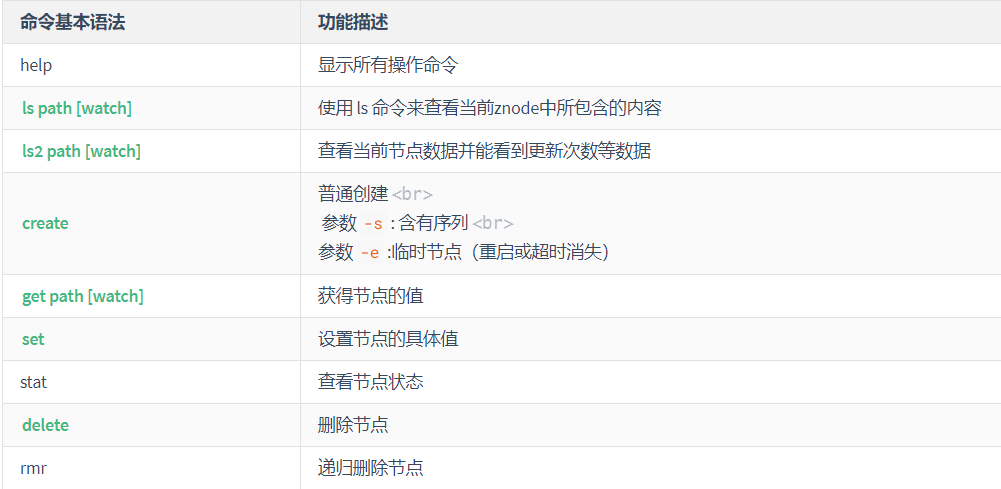 命令基本语法 功能描述
help 显示所有操作命令
ls path [watch] 使用 ls 命令来查看当前znode中所包含的内容
ls2 path [watch] 查看当前节点数据并能看到更新次数等数据
create 普通创建 <br>
参数 -s : 含有序列 <br>
参数 -e :临时节点（重启或超时消失）
get path [watch] 获得节点的值
set 设置节点的具体值
stat 查看节点状态
delete 删除节点
rmr 递归删除节点